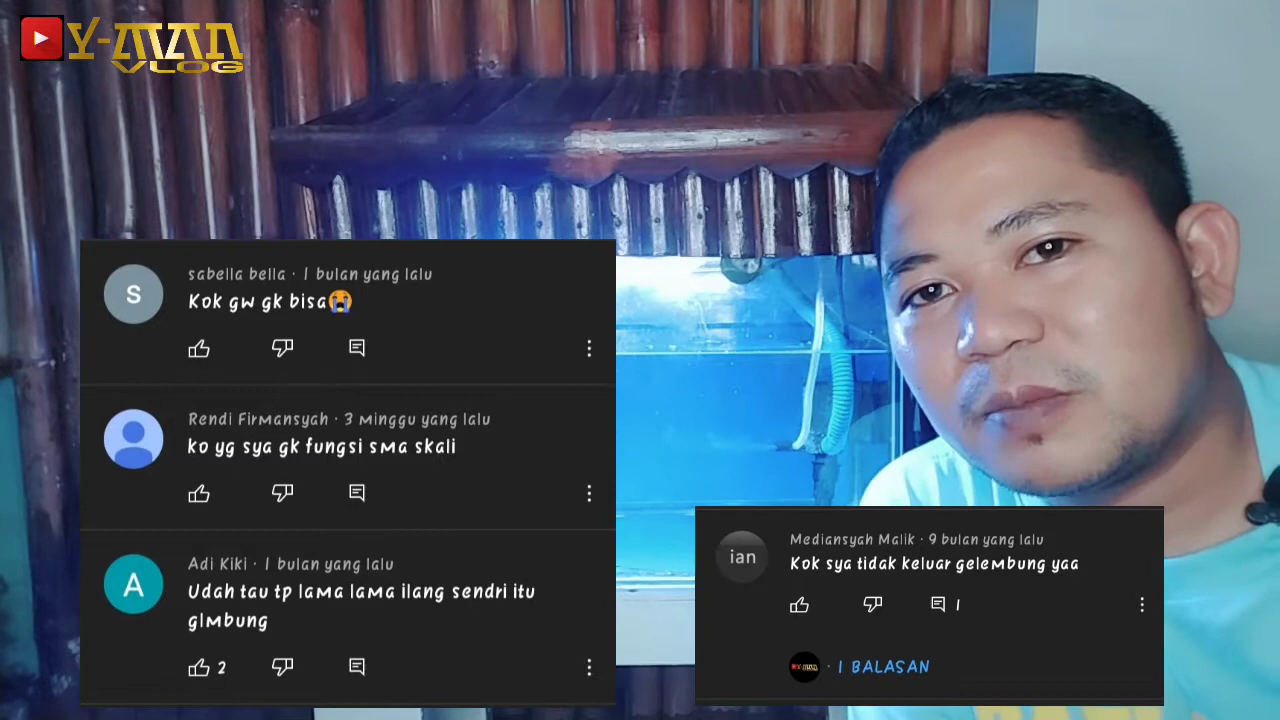 Y-MAN
VLOG
S
sabella bella · 1 bulan yang lalu
Kok gw gk bisa😭
Rendi Firmansyah · 3 minggu yang lalu
ko yg sya gk fungsi sma skali
A
Adi Kiki · 1 bulan yang lalu
Udah tau tp lama lama ilang sendri itu
glmbung
2
ian
Mediansyah Malik · 9 bulan yang lalu
Kok sya tidak keluar gelembung yaa
1
Y-MAN · 1 BALASAN